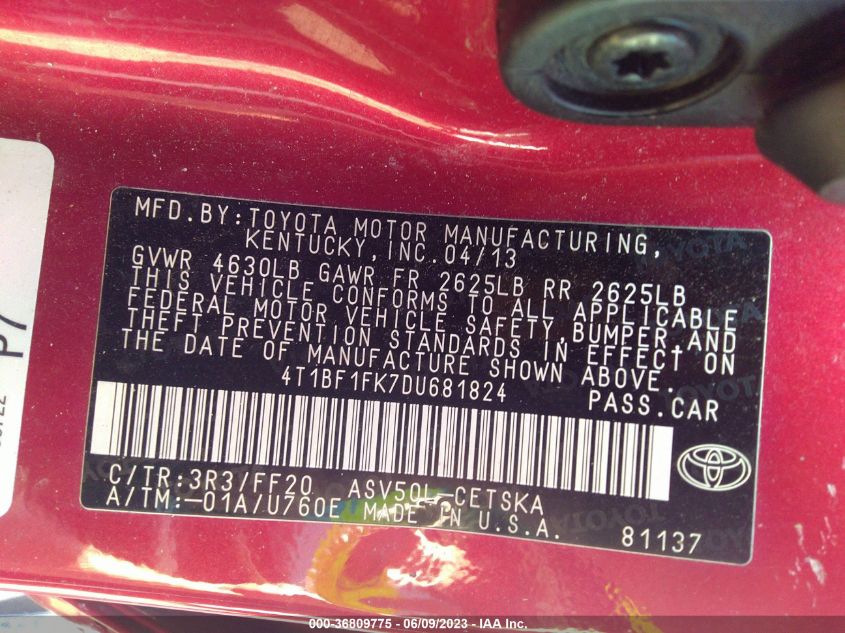 MFD.BY:TOYOTA MOTOR MANUFACTURING,
KENTUCKY,INC.04/13
GVWR 4630LB GAWR FR 2625LB RR 2625LB
THIS VEHICLE CONFORMS TO ALL APPLICABLE
FEDERAL MOTOR VEHICLE SAFETY,BUMPER,AND
THEFT PREVENTION STANDARDS IN EFFECT ON
THE DATE OF MANUFACTURE SHOWN ABOVE.
4T1BF1FK7DU681824 PASS.CAR
C/TR:3R3/FF20 ASV50L-CETSKA
A/TM:-01A/U760E MADE IN U.S.A. 81137
P7
000-36809775 - 06/09/2023 - IAA Inc.